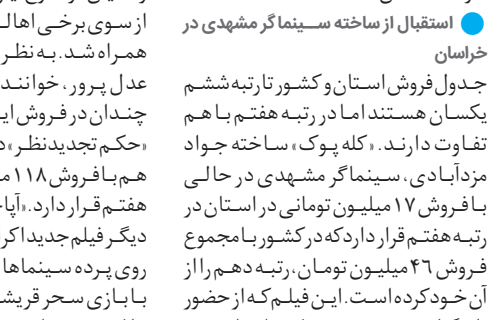 استقبال از ساخته سینماگر مشهدی در
خراسان
جدول فروش استان و کشور تا رتبه ششم
یکسان هستند اما در رتبه هفتم با هم
تفاوت دارند. «کله پوک» ساخته جواد
مزدآبادی، سینماگر مشهدی در حالی
با فروش ۱۷ میلیون تومانی در استان در
رتبه هفتم قرار دارد که در کشور با مجموع
فروش ۴۶ میلیون تومان، رتبه دهم را از
آن خود کرده است. این فیلم که از حضور
از سوی برخی اهال
همراه شد. به نظر
عدل پرور، خوانند
چندان در فروش ای
«حکم تجدیدنظر» د
هم با فروش ۱۱۸ م
هفتم قرار دارد. «آپا
دیگر فیلم جدید اکرا
روی پرده سینماها
با بازی سحر قریش